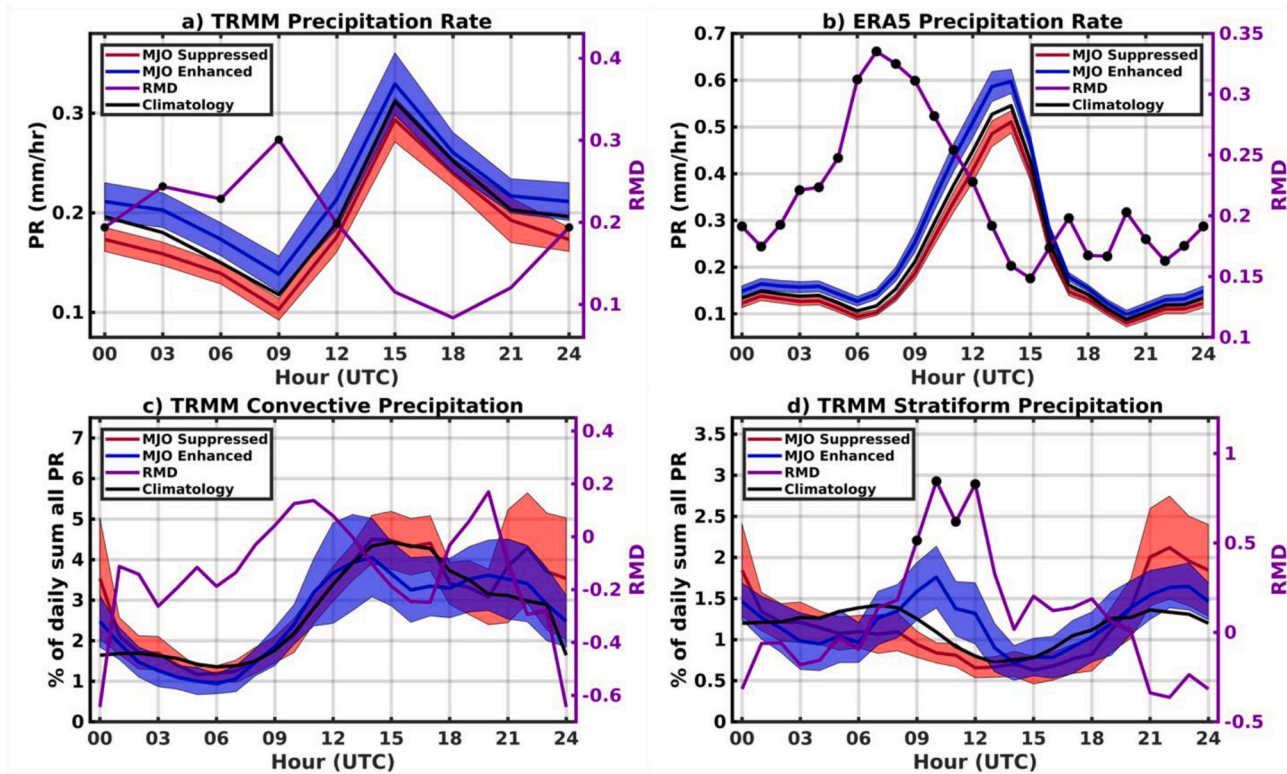 a) TRMM Precipitation Rate
MJO Suppressed
MJO Enhanced
RMD
Climatology
PR (mm/hr)
0.3
0.2
0.1
0.4
0.3
0.2
0.1
RMD
00 03 06 09 12 15 18 21 24
Hour (UTC)
b) ERA5 Precipitation Rate
MJO Suppressed
MJO Enhanced
RMD
Climatology
PR (mm/hr)
0.7
0.6
0.5
0.4
0.3
0.2
0.1
0.35
0.3
0.25
0.2
0.15
0.1
RMD
00 03 06 09 12 15 18 21 24
Hour (UTC)
c) TRMM Convective Precipitation
MJO Suppressed
MJO Enhanced
RMD
Climatology
% of daily sum all PR
7
6
5
4
3
2
1
0
0.4
0.2
0
-0.2
-0.4
-0.6
RMD
00 03 06 09 12 15 18 21 24
Hour (UTC)
d) TRMM Stratiform Precipitation
MJO Suppressed
MJO Enhanced
RMD
Climatology
% of daily sum all PR
3.5
3
2.5
2
1.5
1
0.5
0
1
0.5
0
-0.5
RMD
00 03 06 09 12 15 18 21 24
Hour (UTC)